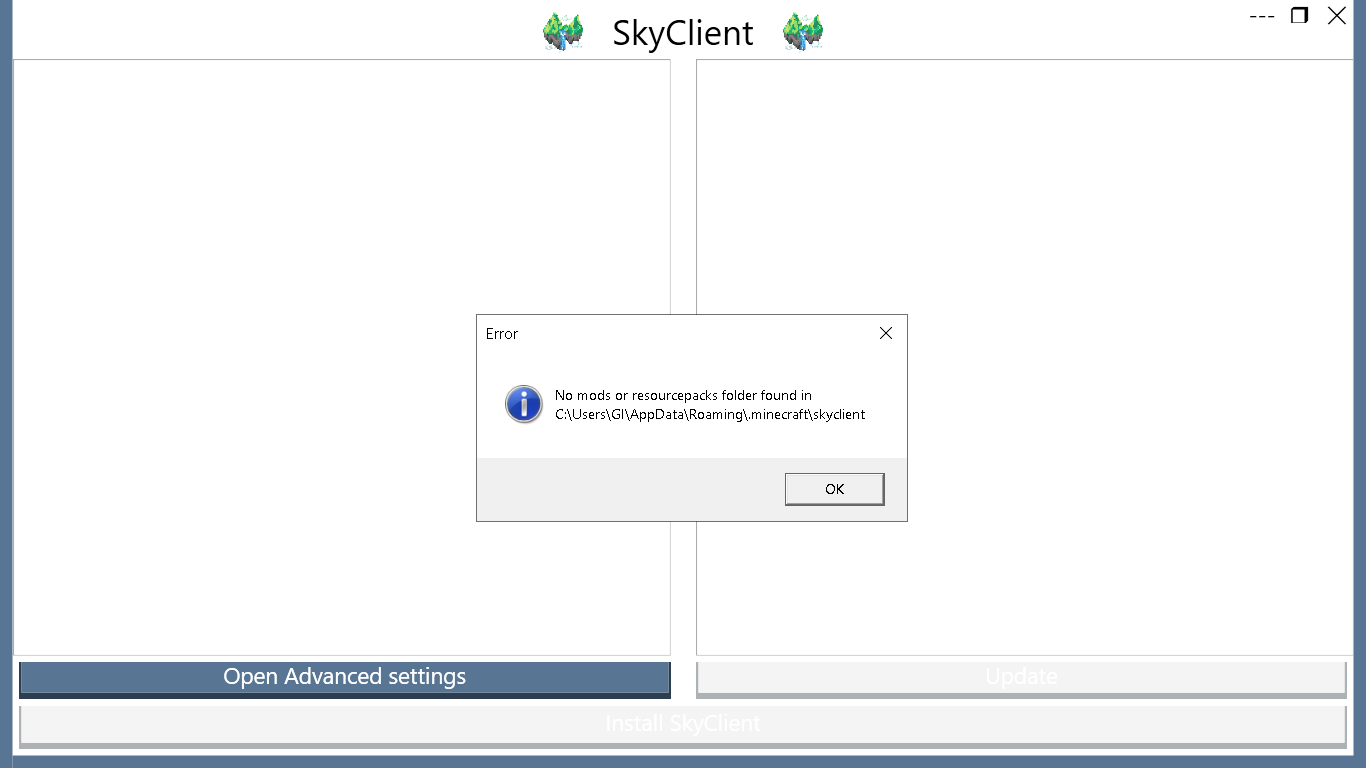 SkyClient
Error
No mods or resourcepacks folder found in
C:\Users\GI\AppData\Roaming\.minecraft\skyclient
OK
Open Advanced settings
Update
Install SkyClient